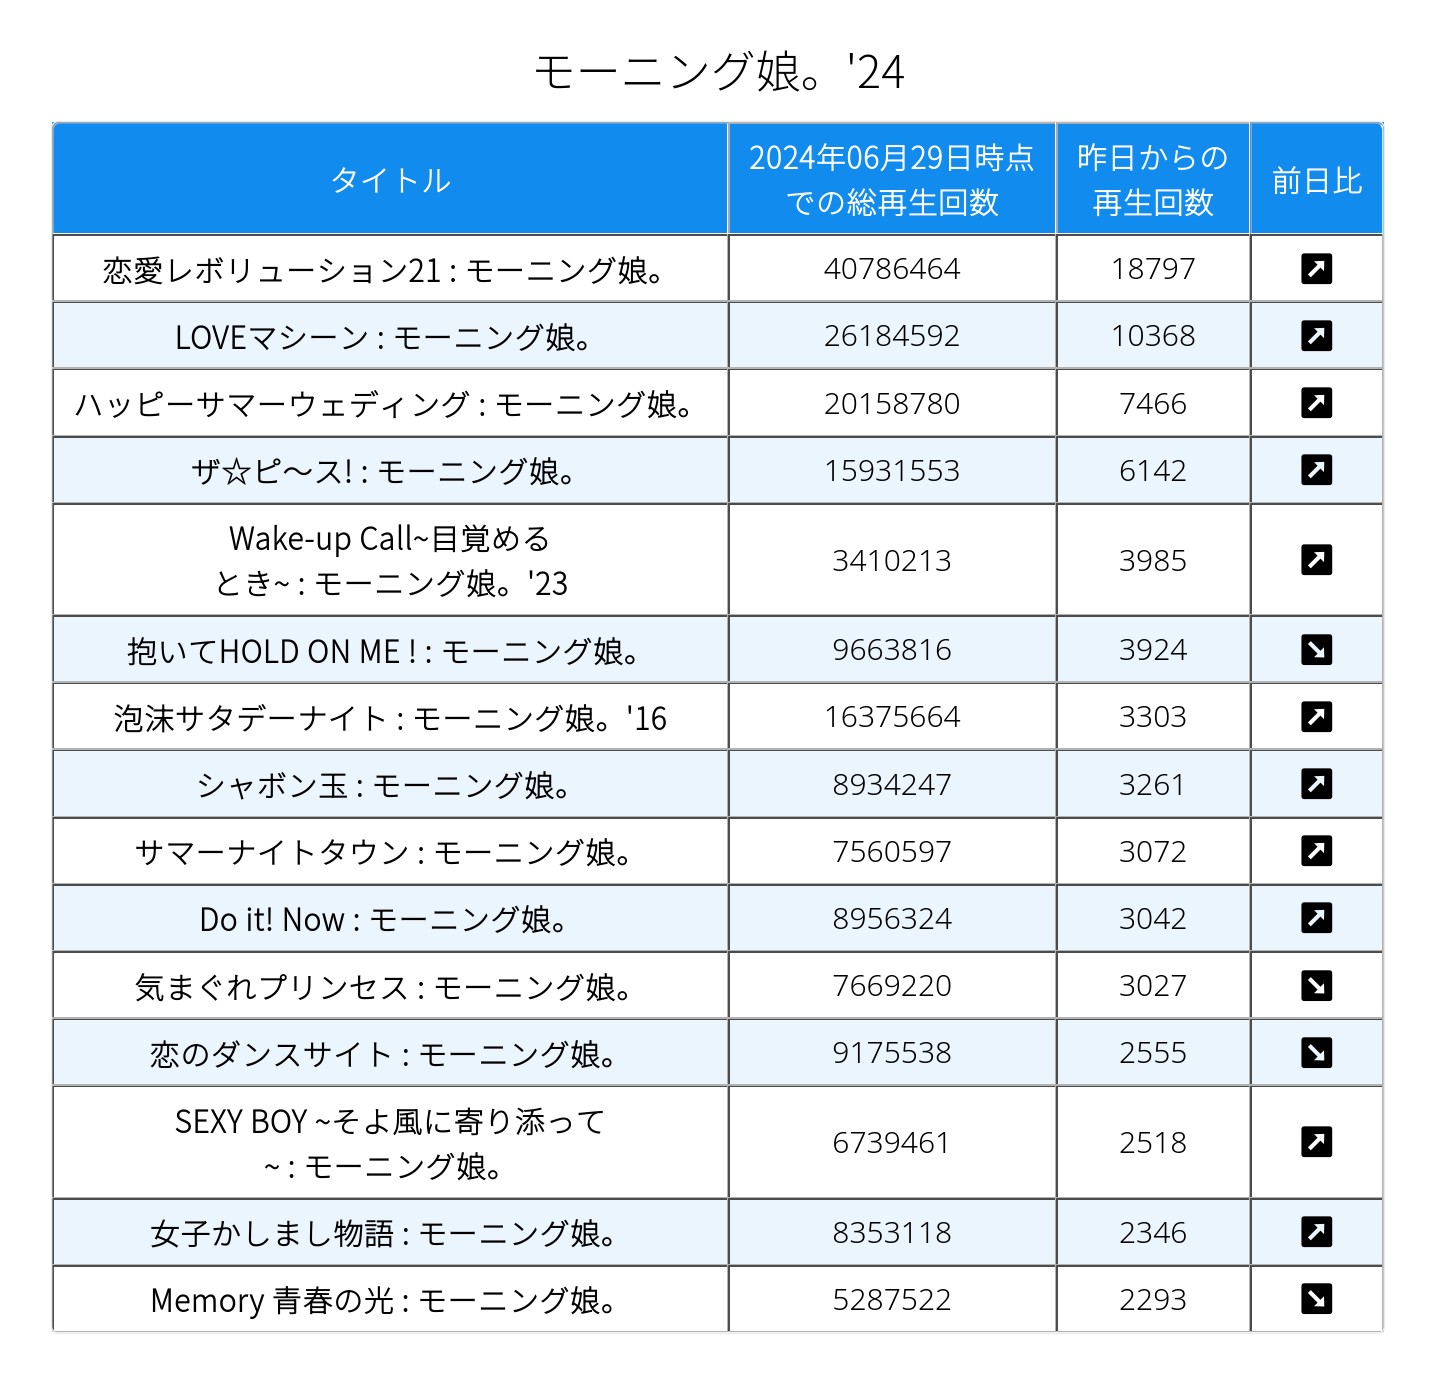 モーニング娘。'24
タイトル
2024年06月29日時点
での総再生回数
昨日からの
再生回数
前日比
恋愛レボリューション21 : モーニング娘。 40786464 18797
LOVEマシーン : モーニング娘。 26184592 10368
ハッピーサマーウェディング : モーニング娘。 20158780 7466
ザ☆ピ〜ス! : モーニング娘。 15931553 6142
Wake-up Call~目覚める
とき~ : モーニング娘。'23
3410213 3985
抱いてHOLD ON ME ! : モーニング娘。 9663816 3924
泡沫サタデーナイト : モーニング娘。'16 16375664 3303
シャボン玉 : モーニング娘。 8934247 3261
サマーナイトタウン : モーニング娘。 7560597 3072
Do it! Now : モーニング娘。 8956324 3042
気まぐれプリンセス : モーニング娘。 7669220 3027
恋のダンスサイト : モーニング娘。 9175538 2555
SEXY BOY ~そよ風に寄り添って
~ : モーニング娘。
6739461 2518
女子かしまし物語 : モーニング娘。 8353118 2346
Memory 青春の光 : モーニング娘。 5287522 2293